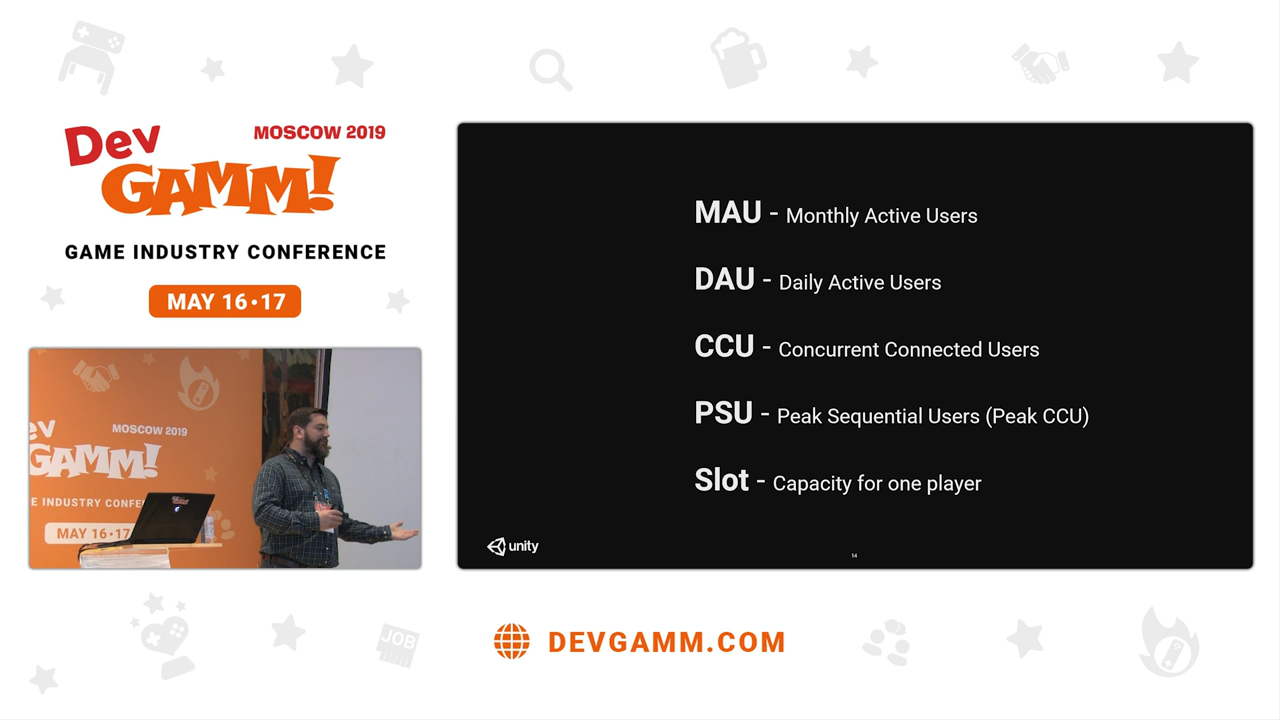 Dev
MOSCOW 2019
GAMM!
GAME INDUSTRY CONFERENCE
MAY 16•17
MOSCOW 2019
GAMM!
MAY 16•17
MAU - Monthly Active Users
DAU - Daily Active Users
CCU - Concurrent Connected Users
PSU - Peak Sequential Users (Peak CCU)
Slot - Capacity for one player
unity
14
JOB
DEVGAMM.COM